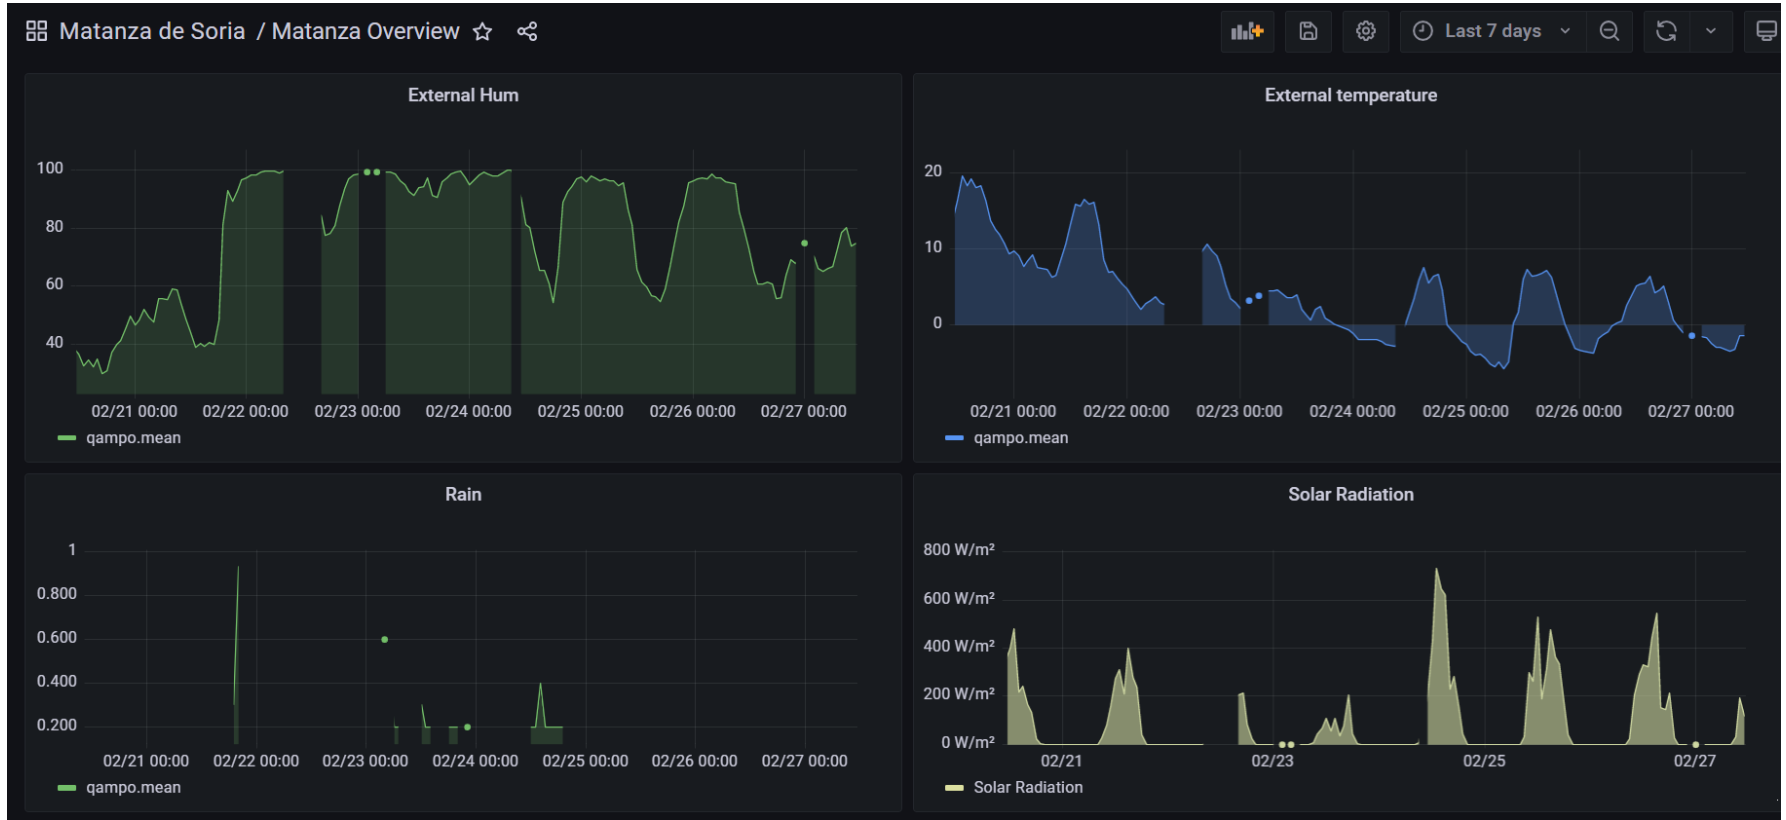 Matanza de Soria / Matanza Overview
Last 7 days
External Hum
100
80
60
40
02/21 00:00 02/22 00:00 02/23 00:00 02/24 00:00 02/25 00:00 02/26 00:00 02/27 00:00
qampo.mean
External temperature
20
10
0
02/21 00:00 02/22 00:00 02/23 00:00 02/24 00:00 02/25 00:00 02/26 00:00 02/27 00:00
qampo.mean
Rain
1
0.800
0.600
0.400
0.200
02/21 00:00 02/22 00:00 02/23 00:00 02/24 00:00 02/25 00:00 02/26 00:00 02/27 00:00
qampo.mean
Solar Radiation
800 W/m²
600 W/m²
400 W/m²
200 W/m²
0 W/m²
02/21 02/23 02/25 02/27
Solar Radiation